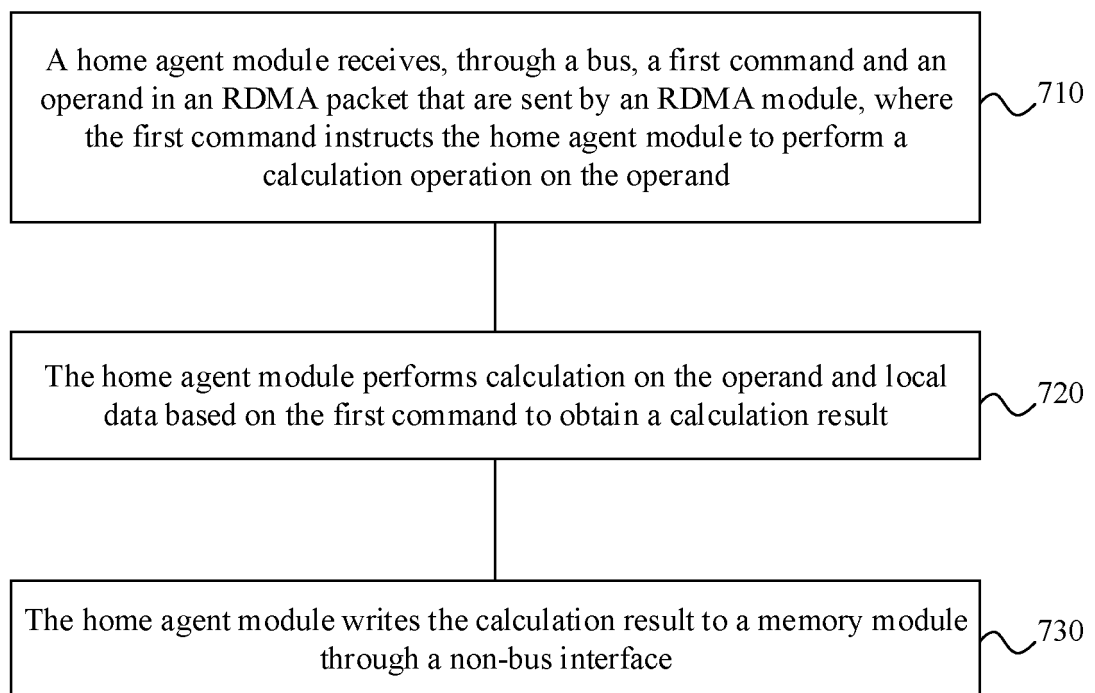 A home agent module receives, through a bus, a first command and an
operand in an RDMA packet that are sent by an RDMA module, where
the first command instructs the home agent module to perform a
calculation operation on the operand
710
The home agent module performs calculation on the operand and local
data based on the first command to obtain a calculation result
720
The home agent module writes the calculation result to a memory module
through a non-bus interface
730